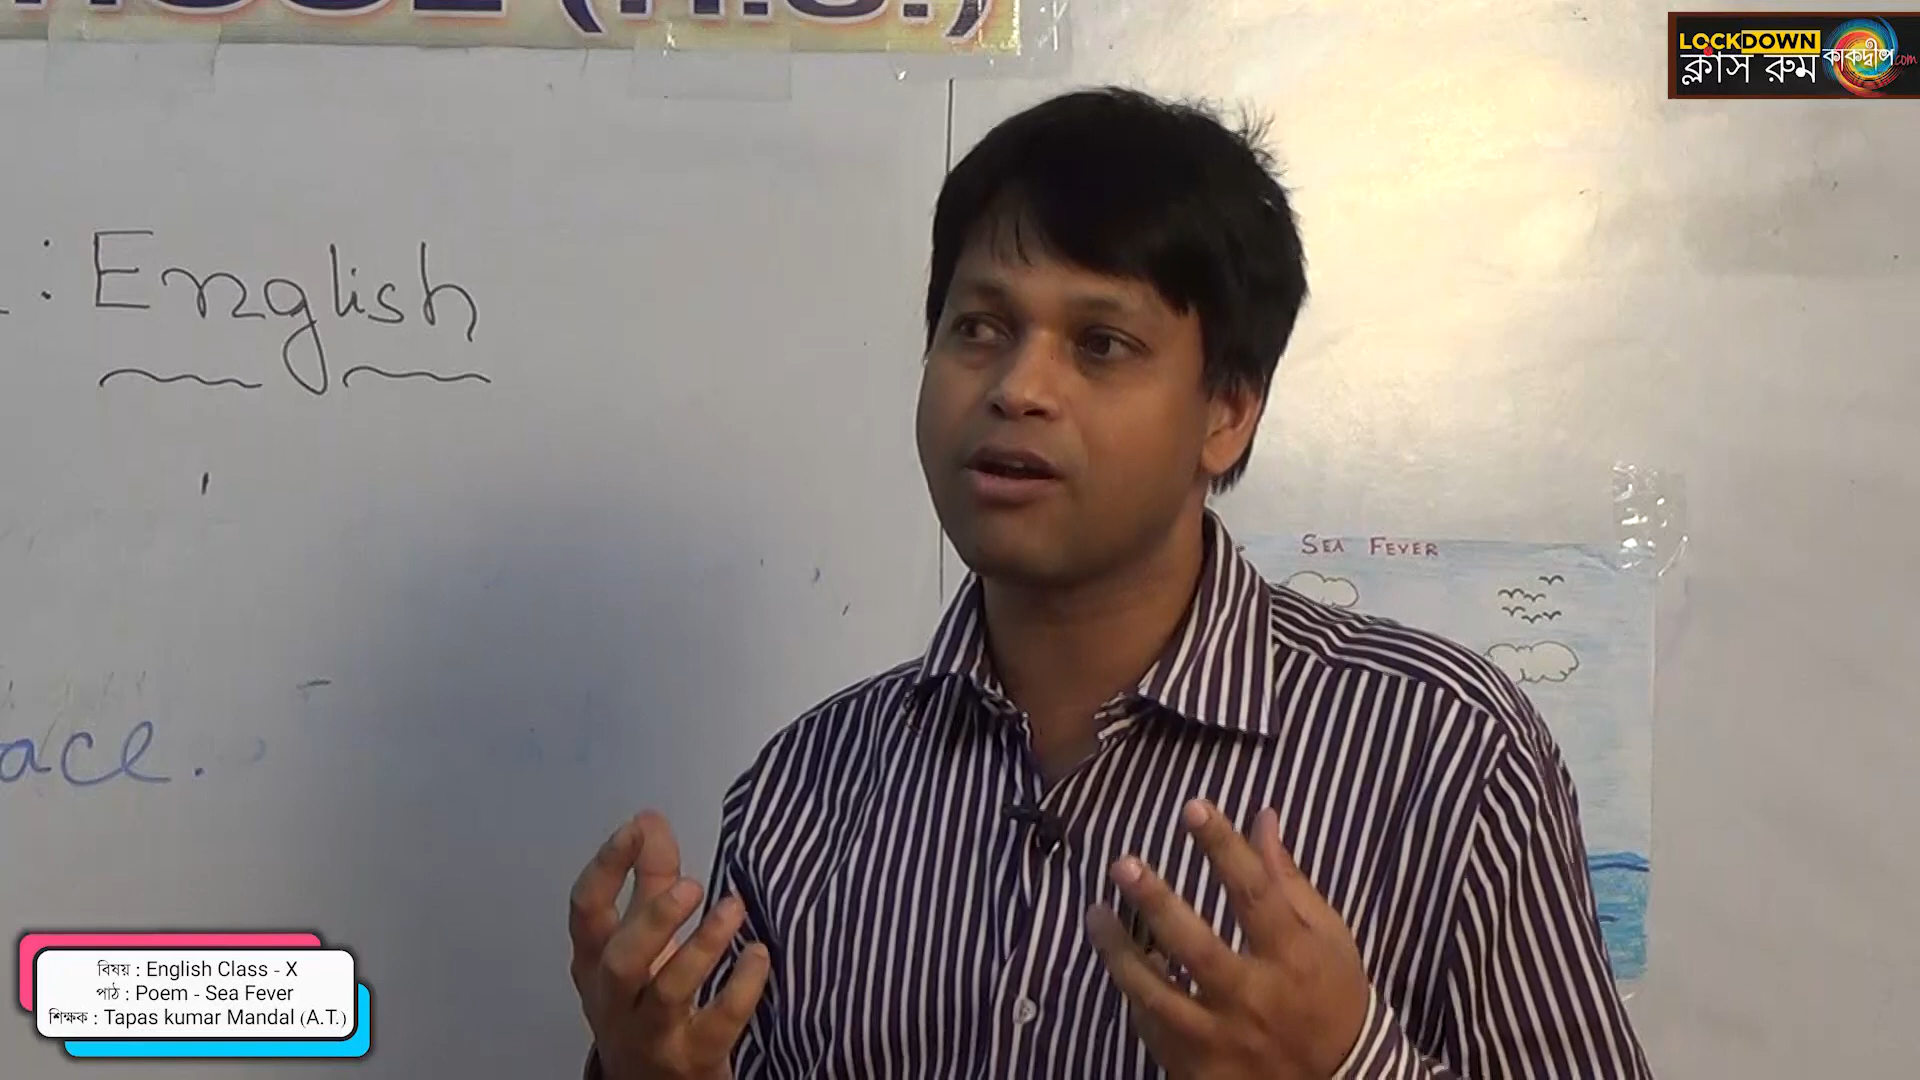 (H.S.)
LOCKDOWN
ক্লাস রুম কাকদ্বীপ.com
: English
SEA FEVER
ace.
বিষয় : English Class - X
পাঠ : Poem - Sea Fever
শিক্ষক : Tapas kumar Mandal (A.T.)